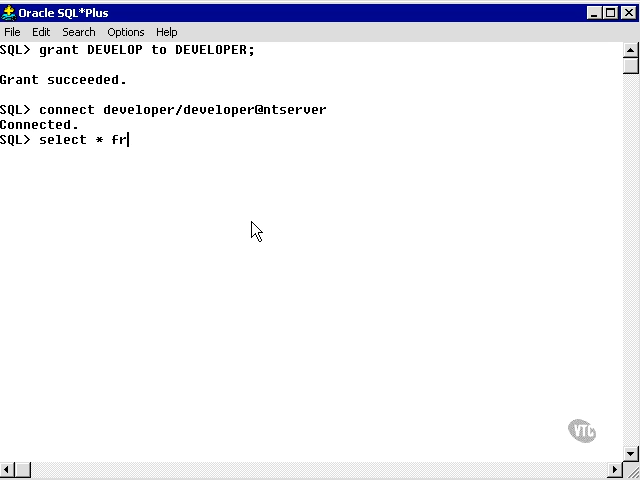 Oracle SQL*Plus
File Edit Search Options Help
SQL> grant DEVELOP to DEVELOPER;
Grant succeeded.
SQL> connect developer/developer@ntserver
Connected.
SQL> select * fr
VTC